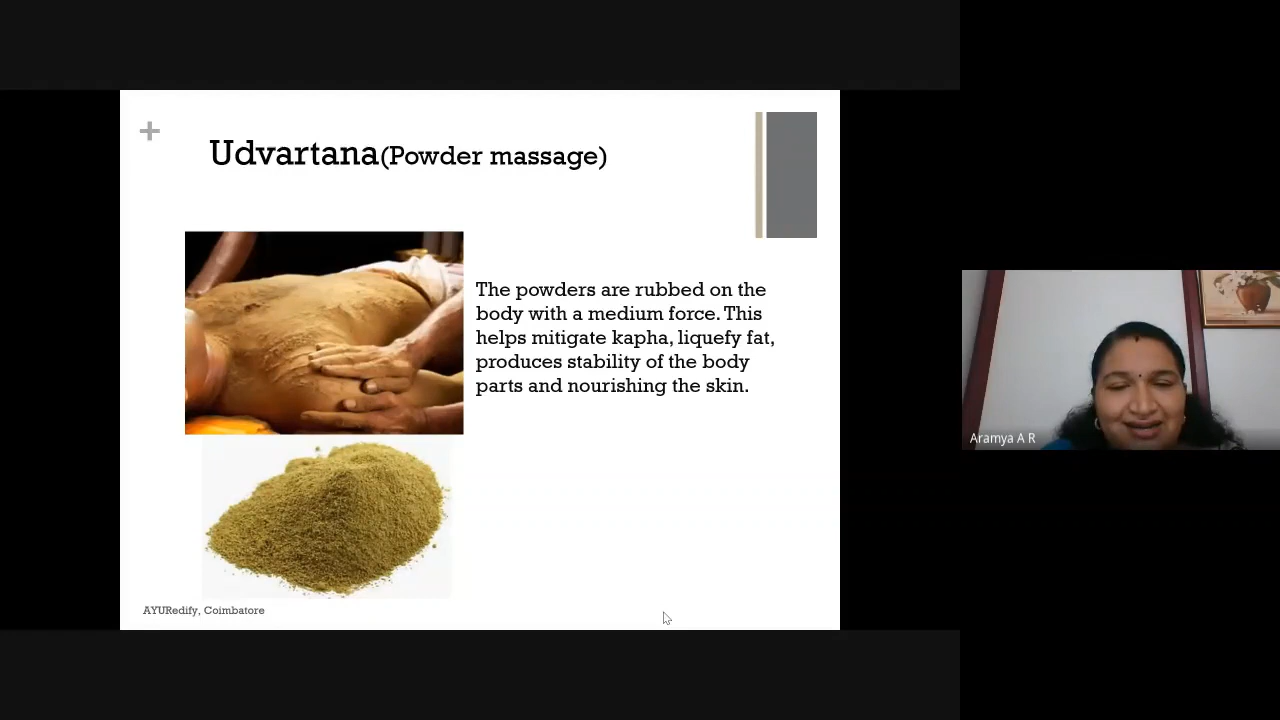 +
Udvartana(Powder massage)
The powders are rubbed on the
body with a medium force. This
helps mitigate kapha, liquefy fat,
produces stability of the body
parts and nourishing the skin.
AYURedify, Coimbatore
Aramya A R